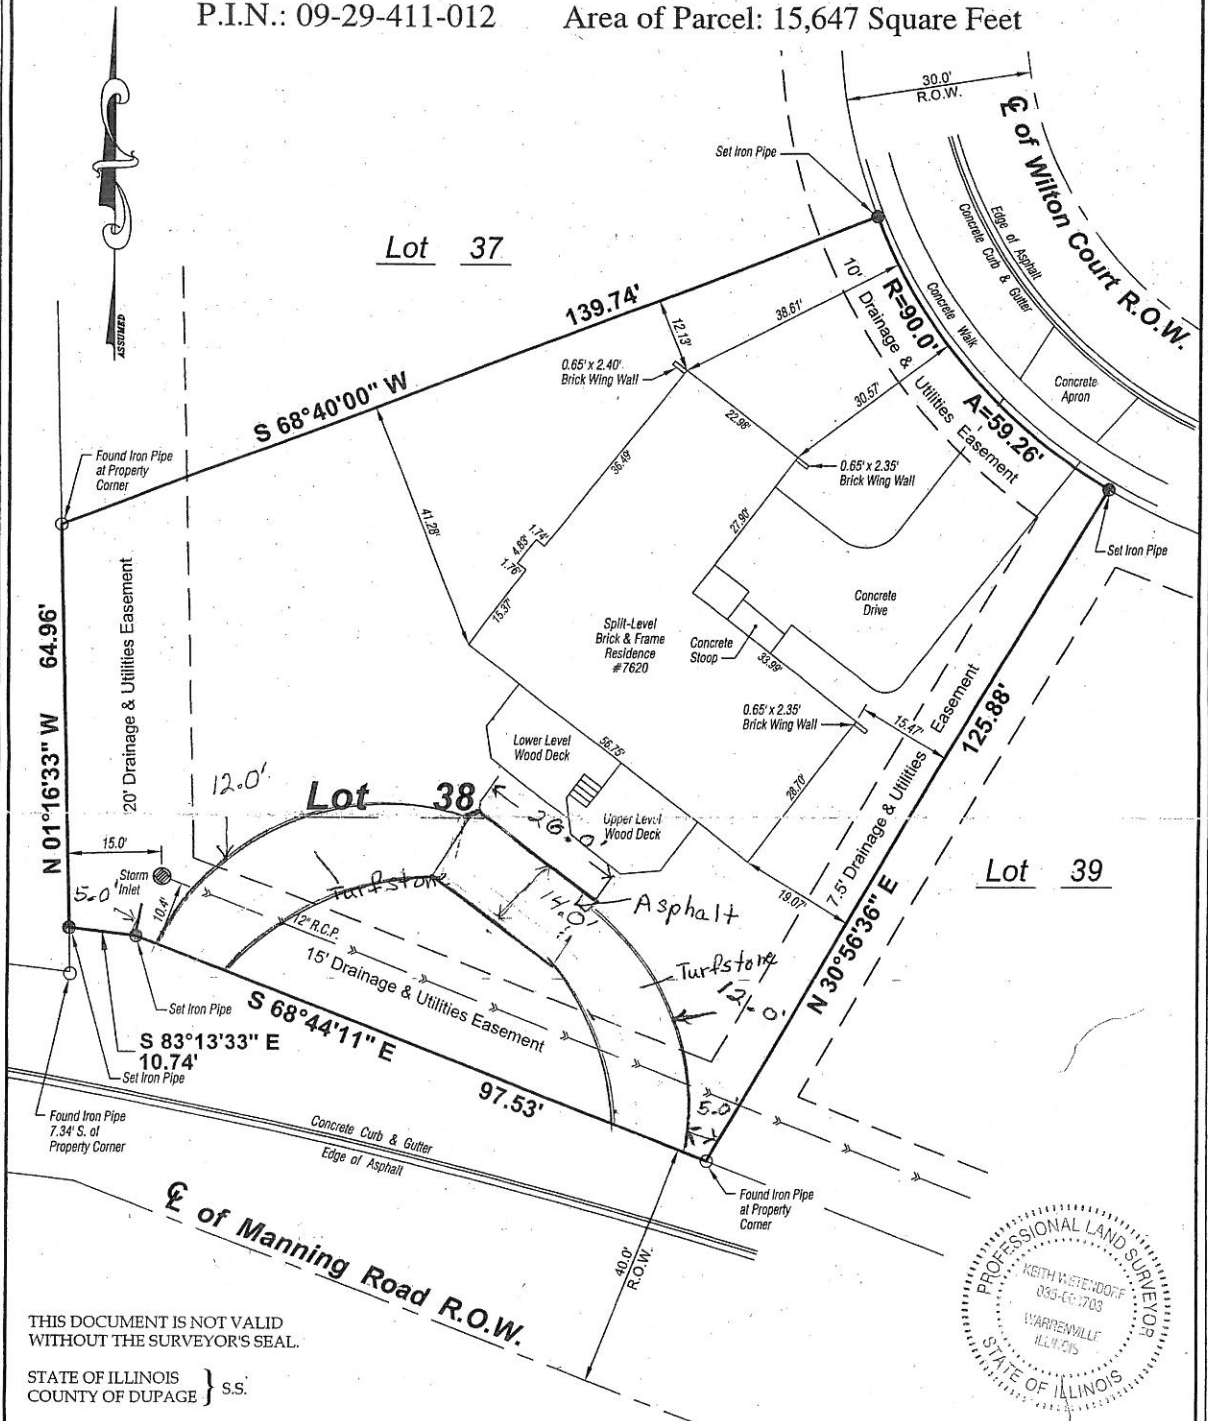 P.I.N.: 09-29-411-012 Area of Parcel: 15,647 Square Feet
ASSUMED
30.0'
R.O.W.
℄ of Wilton Court R.O.W.
Set Iron Pipe
Edge of Asphalt
Concrete Curb & Gutter
Concrete Walk
Concrete
Apron
Lot 37
139.74'
S 68°40'00" W
10' Drainage & Utilities Easement
R=90.0'
A=59.26'
38.61'
12.13'
0.65' x 2.40'
Brick Wing Wall
30.57'
22.98'
0.65' x 2.35'
Brick Wing Wall
Found Iron Pipe
at Property
Corner
36.49'
41.28'
27.90'
1.74'
4.83'
1.76'
15.37'
Set Iron Pipe
N 01°16'33" W 64.96'
20' Drainage & Utilities Easement
Split-Level
Brick & Frame
Residence
#7620
Concrete
Stoop
Concrete
Drive
33.99'
0.65' x 2.35'
Brick Wing Wall
15.47'
125.88'
7.5' Drainage & Utilities Easement
N 30°56'36" E
Lower Level
Wood Deck
56.75'
28.70'
Upper Level
Wood Deck
19.07'
12.0'
Lot 38
26.0'
Lot 39
15.0'
5.0'
Storm
Inlet
10.4'
Turfstone
14.0'
Asphalt
12" R.C.P.
15' Drainage & Utilities Easement
Turfstone
12.0'
Set Iron Pipe
S 68°44'11" E
97.53'
S 83°13'33" E
10.74'
Set Iron Pipe
5.0'
Found Iron Pipe
7.34' S. of
Property Corner
Concrete Curb & Gutter
Edge of Asphalt
Found Iron Pipe
at Property
Corner
40.0'
R.O.W.
℄ of Manning Road R.O.W.
THIS DOCUMENT IS NOT VALID
WITHOUT THE SURVEYOR'S SEAL.
STATE OF ILLINOIS
COUNTY OF DUPAGE } S.S.
PROFESSIONAL LAND SURVEYOR
KEITH WETENDORF
WARRENVILLE
ILLINOIS
STATE OF ILLINOIS